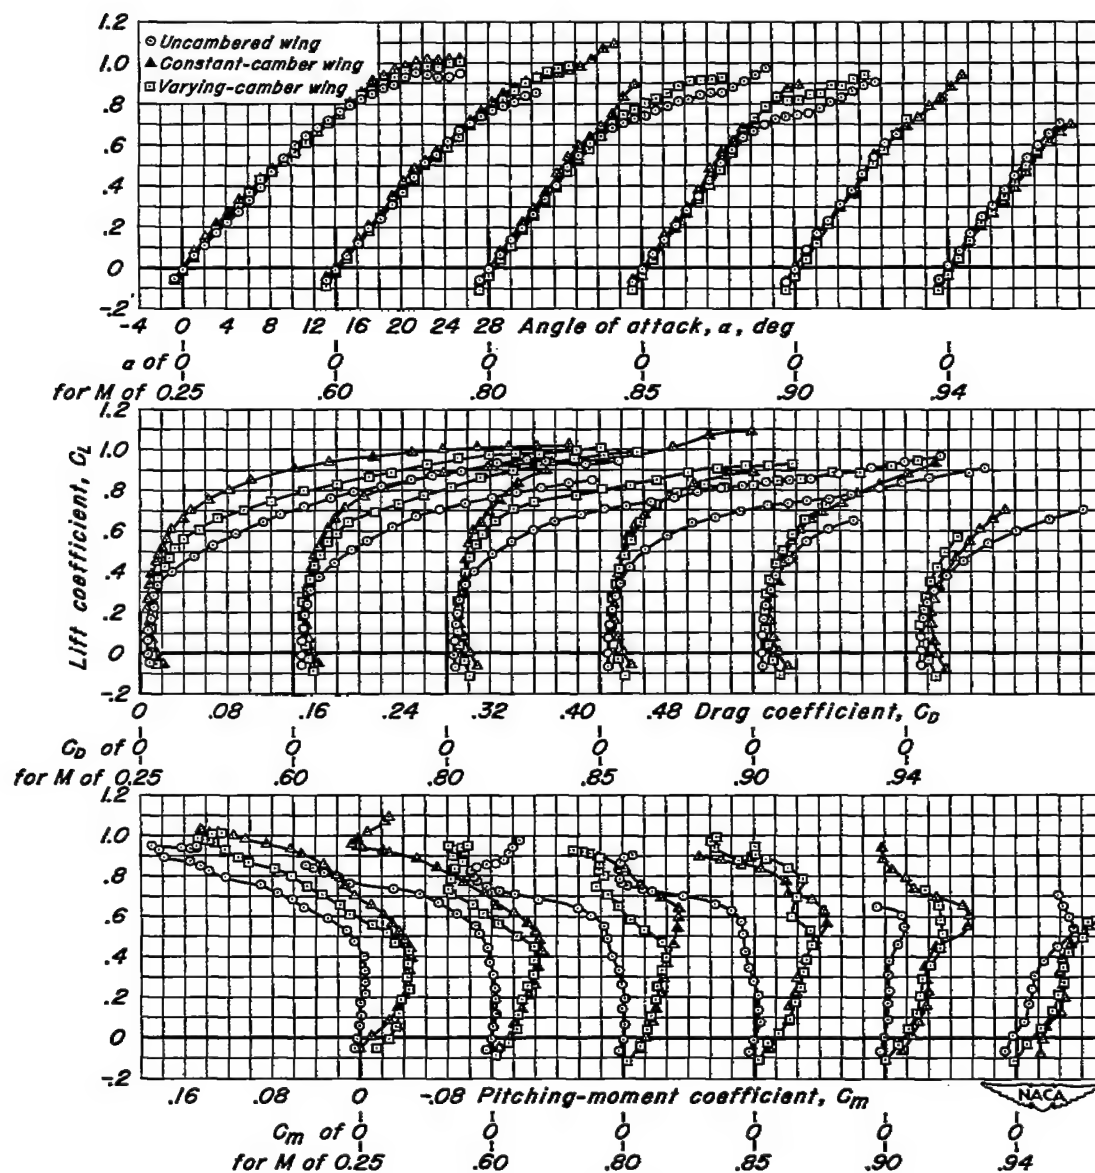 1.2
⊙ Uncambered wing
▲ Constant-camber wing
⊡ Varying-camber wing
1.0
.8
.6
.4
.2
0
-.2
-4 0 4 8 12 16 20 24 28 Angle of attack, α, deg
α of 0 0 0 0 0 0
for M of 0.25 .60 .80 .85 .90 .94
1.2
1.0
.8
.6
.4
.2
0
-.2
Lift coefficient, CL
0 .08 .16 .24 .32 .40 .48 Drag coefficient, CD
CD of 0 0 0 0 0 0
for M of 0.25 .60 .80 .85 .90 .94
1.2
1.0
.8
.6
.4
.2
0
-.2
.16 .08 0 -.08 Pitching-moment coefficient, Cm
NACA
Cm of 0 0 0 0 0 0
for M of 0.25 .60 .80 .85 .90 .94